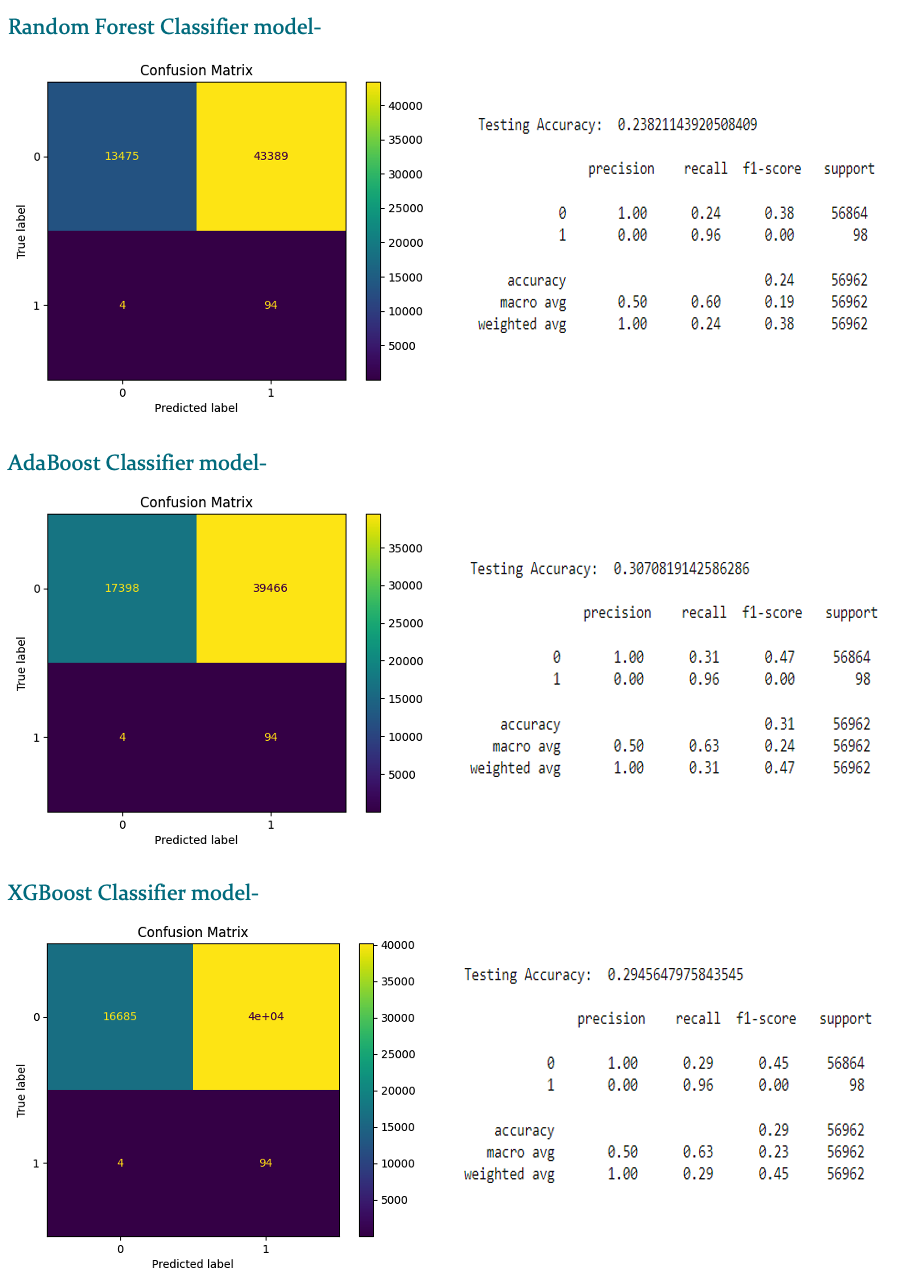 Random Forest Classifier model-
Confusion Matrix
40000
35000
30000
25000
20000
15000
10000
5000
True label
0
13475 43389
1
4 94
0 1
Predicted label
Testing Accuracy: 0.23821143920508409
precision recall f1-score support
0 1.00 0.24 0.38 56864
1 0.00 0.96 0.00 98
accuracy 0.24 56962
macro avg 0.50 0.60 0.19 56962
weighted avg 1.00 0.24 0.38 56962
AdaBoost Classifier model-
Confusion Matrix
35000
30000
25000
20000
15000
10000
5000
True label
0
17398 39466
1
4 94
0 1
Predicted label
Testing Accuracy: 0.3070819142586286
precision recall f1-score support
0 1.00 0.31 0.47 56864
1 0.00 0.96 0.00 98
accuracy 0.31 56962
macro avg 0.50 0.63 0.24 56962
weighted avg 1.00 0.31 0.47 56962
XGBoost Classifier model-
Confusion Matrix
40000
35000
30000
25000
20000
15000
10000
5000
True label
0
16685 4e+04
1
4 94
0 1
Predicted label
Testing Accuracy: 0.2945647975843545
precision recall f1-score support
0 1.00 0.29 0.45 56864
1 0.00 0.96 0.00 98
accuracy 0.29 56962
macro avg 0.50 0.63 0.23 56962
weighted avg 1.00 0.29 0.45 56962